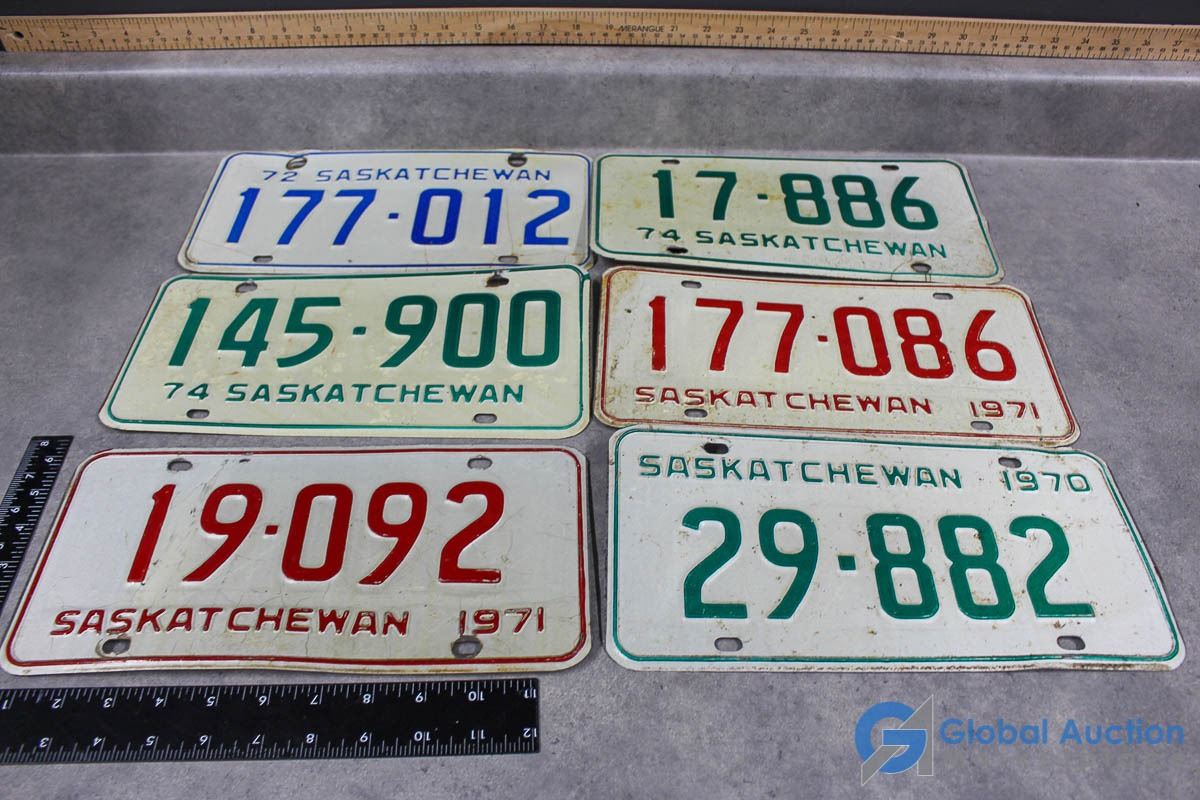 MERANGUE
72 SASKATCHEWAN
177-012
17-886
74 SASKATCHEWAN
145-900
74 SASKATCHEWAN
177-086
SASKATCHEWAN 1971
19-092
SASKATCHEWAN 1971
SASKATCHEWAN 1970
29-882
Global Auction